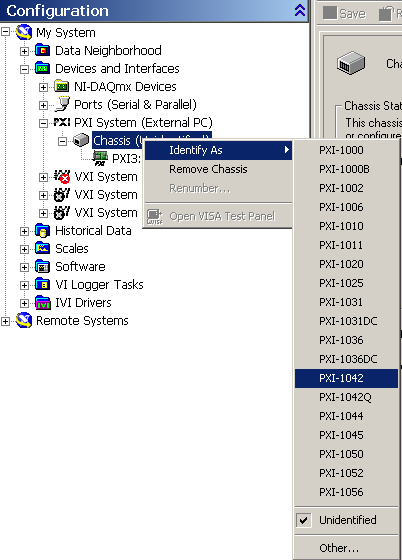 Configuration
My System
Data Neighborhood
Devices and Interfaces
NI-DAQmx Devices
Ports (Serial & Parallel)
PXI System (External PC)
Chassis (Unidentified)
PXI3:
VXI System
VXI System
VXI System
Historical Data
Scales
Software
VI Logger Tasks
IVI Drivers
Remote Systems
Identify As
Remove Chassis
Renumber...
Open VISA Test Panel
PXI-1000
PXI-1000B
PXI-1002
PXI-1006
PXI-1010
PXI-1011
PXI-1020
PXI-1025
PXI-1031
PXI-1031DC
PXI-1036
PXI-1036DC
PXI-1042
PXI-1042Q
PXI-1044
PXI-1045
PXI-1050
PXI-1052
PXI-1056
Unidentified
Other...
Save
R
Cha
Chassis Stat
This chassis
or configure